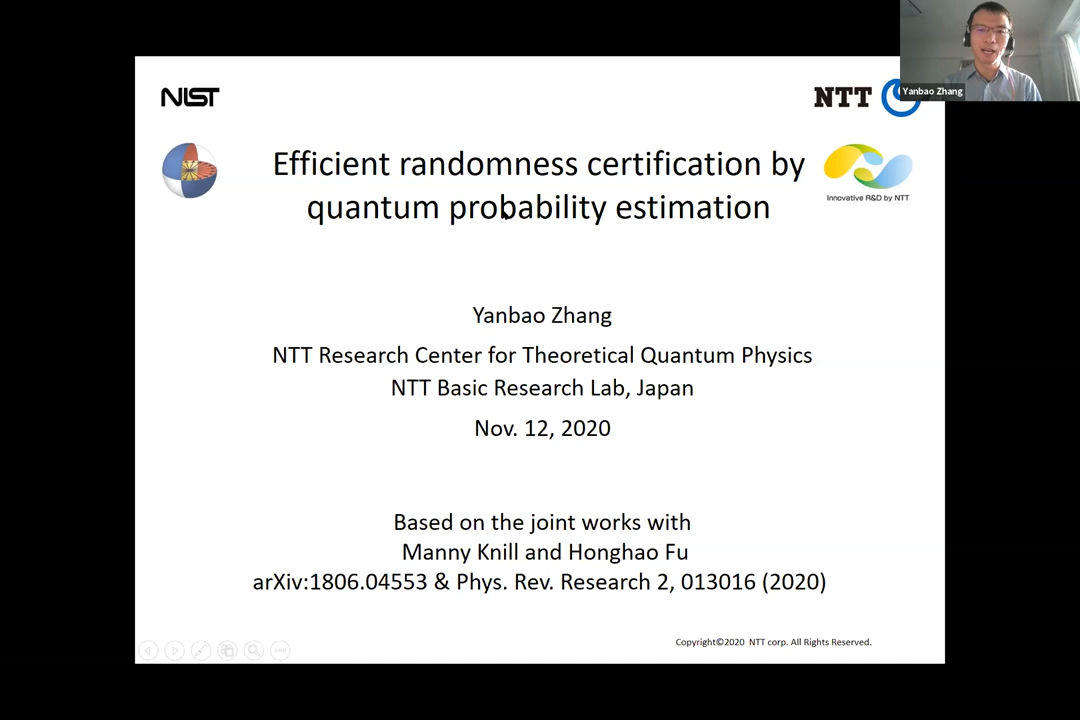 NIST
NTT
Yanbao Zhang
Efficient randomness certification by
quantum probability estimation
Innovative R&D by NTT
Yanbao Zhang
NTT Research Center for Theoretical Quantum Physics
NTT Basic Research Lab, Japan
Nov. 12, 2020
Based on the joint works with
Manny Knill and Honghao Fu
arXiv:1806.04553 & Phys. Rev. Research 2, 013016 (2020)
Copyright©2020 NTT corp. All Rights Reserved.